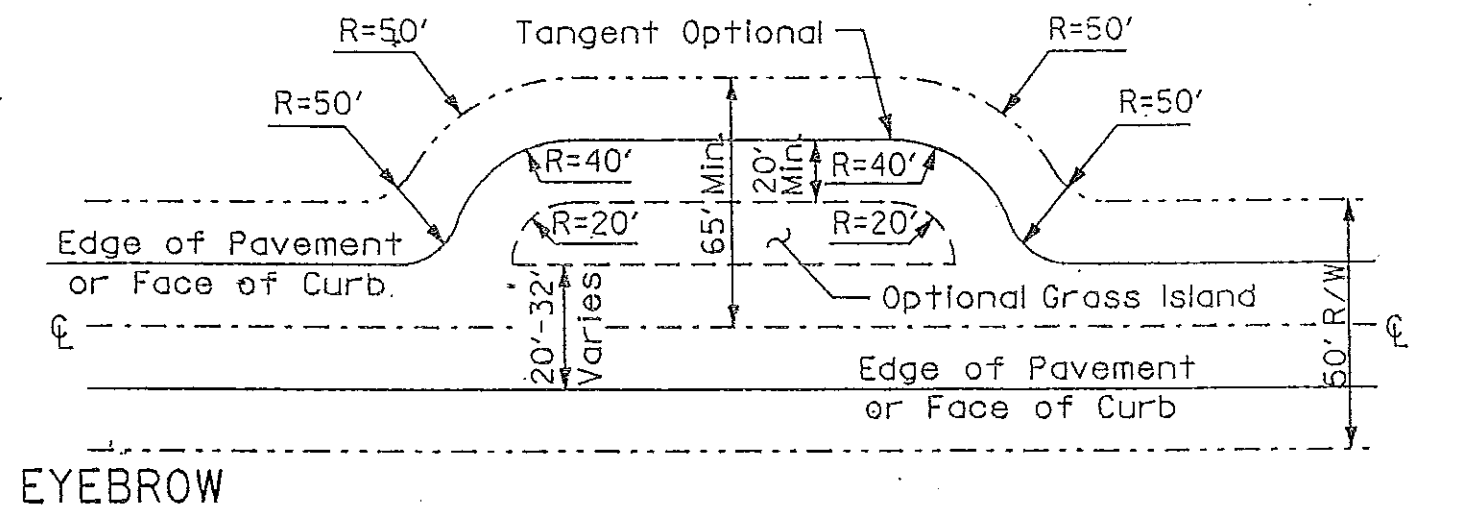 R=50'
Tangent Optional
R=50'
R=50'
R=50'
R=40'
20' Min.
R=40'
65' Min.
R=20'
R=20'
Edge of Pavement
or Face of Curb.
20'-32'
Varies
Optional Grass Island
℄
℄
60' R/W
Edge of Pavement
or Face of Curb
EYEBROW